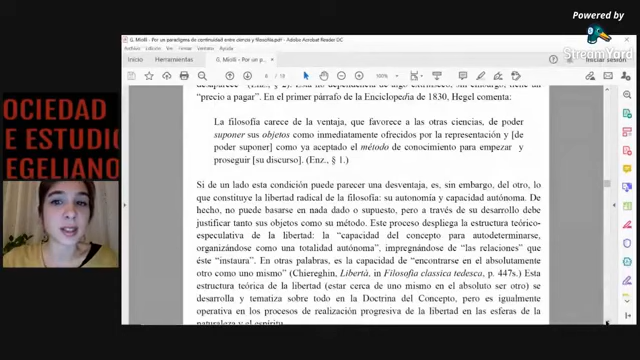 Powered by
StreamYard
G. Miolli - Por un paradigma de continuidad entre ciencia y filosofía.pdf - Adobe Acrobat Reader DC
Archivo Edición Ver Firmar Ventana Ayuda
Inicio Herramientas G. Miolli - Por un p... × Iniciar sesión
100%
"precio a pagar". En el primer párrafo de la Enciclopedia de 1830, Hegel comenta:
La filosofía carece de la ventaja, que favorece a las otras ciencias, de poder
suponer sus objetos como inmediatamente ofrecidos por la representación y [de
poder suponer] como ya aceptado el método de conocimiento para empezar y
proseguir [su discurso]. (Enz., § 1.)
Si de un lado esta condición puede parecer una desventaja, es, sin embargo, del otro, lo
que constituye la libertad radical de la filosofía: su autonomía y capacidad autónoma. De
hecho, no puede basarse en nada dado o supuesto, pero a través de su desarrollo debe
justificar tanto sus objetos como su método. Este proceso despliega la estructura teórico-
especulativa de la libertad: la "capacidad del concepto para autodeterminarse,
organizándose como una totalidad autónoma", impregnándose de "las relaciones" que
éste "instaura". En otras palabras, es la capacidad de "encontrarse en el absolutamente
otro como uno mismo" (Chiereghin, Libertà, in Filosofia classica tedesca, p. 447s.) Esta
estructura teórica de la libertad (estar cerca de uno mismo en el absoluto ser otro) se
desarrolla y tematiza sobre todo en la Doctrina del Concepto, pero es igualmente
operativa en los procesos de realización progresiva de la libertad en las esferas de la
naturaleza y el espíritu.
OCIEDAD
E ESTUDIO
EGELIANO